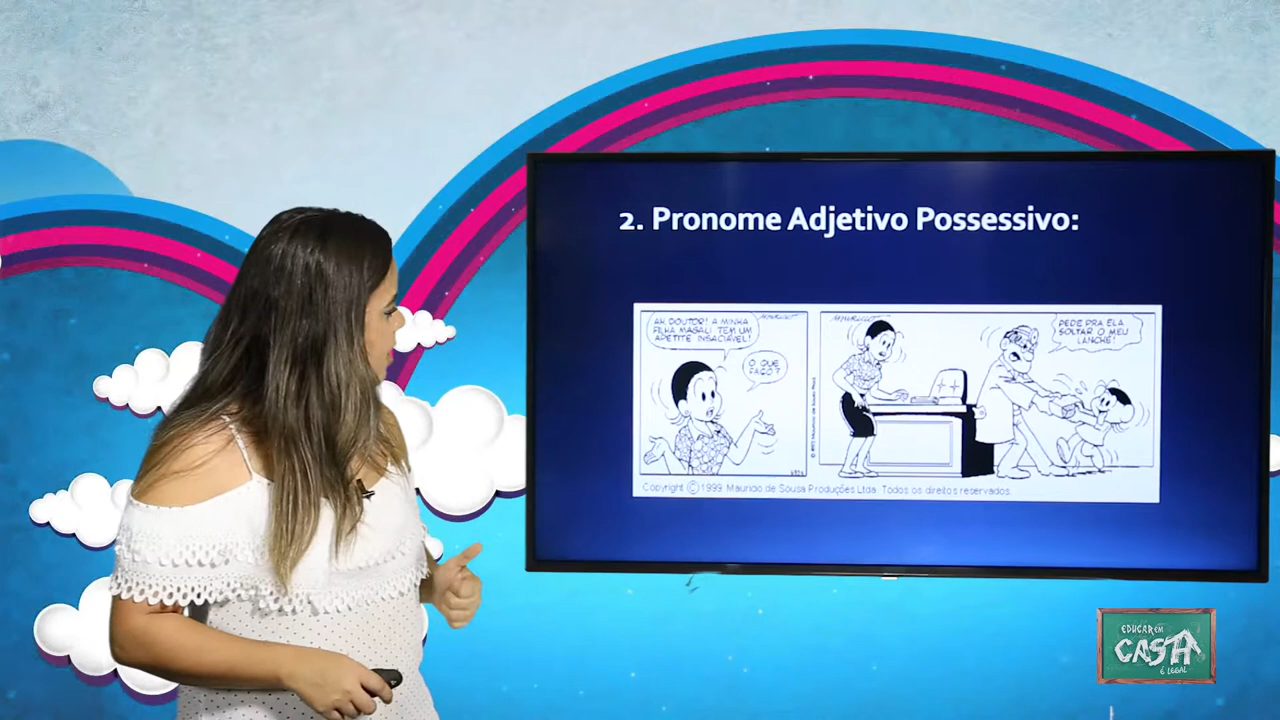 2. Pronome Adjetivo Possessivo:
AH, DOUTOR! A MINHA
FILHA MAGALI, TEM UM
APETITE INSACIÁVEL!
O QUE
FAÇO?
PEDE PRA ELA
SOLTAR O MEU
LANCHE!
Copyright © 1999 Mauricio de Sousa Produções Ltda. Todos os direitos reservados.
EDUCAR EM
CASA
É LEGAL